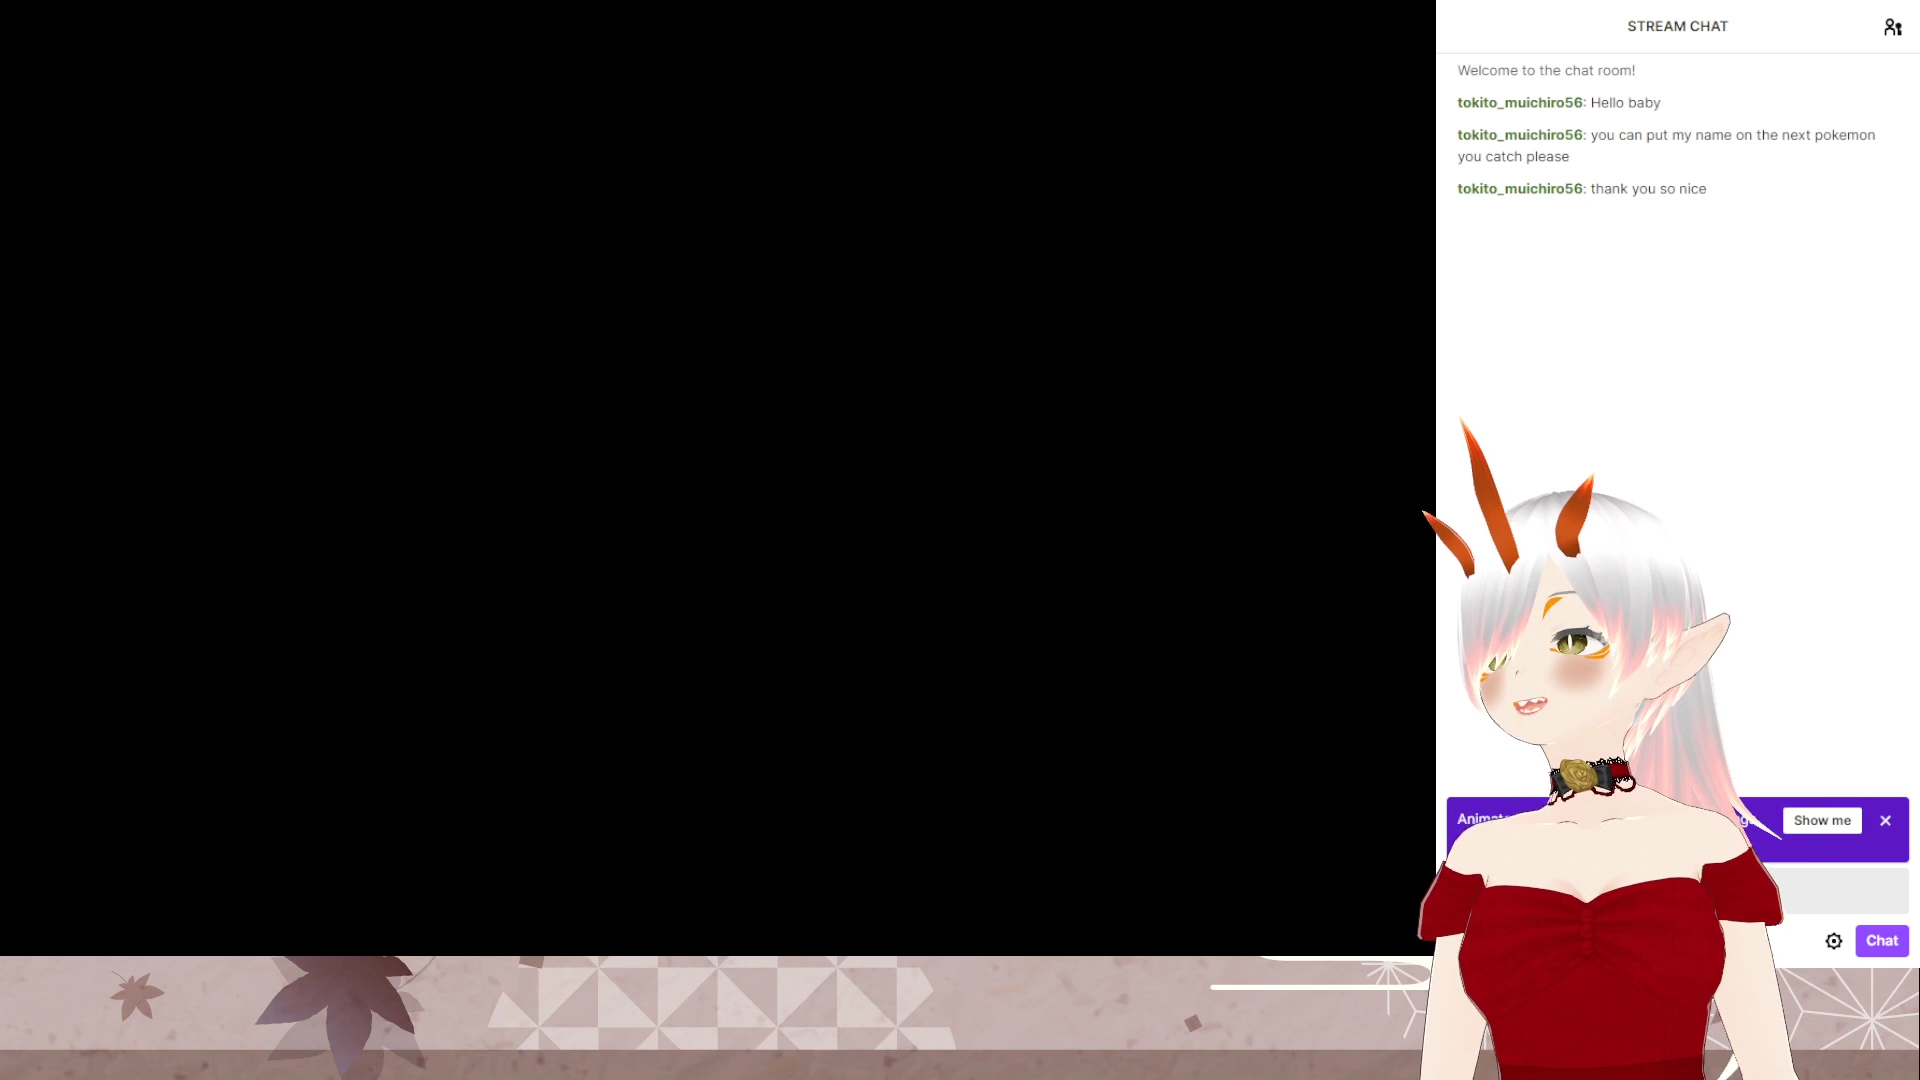 STREAM CHAT
Welcome to the chat room!
tokito_muichiro56: Hello baby
tokito_muichiro56: you can put my name on the next pokemon
you catch please
tokito_muichiro56: thank you so nice
Show me
Chat